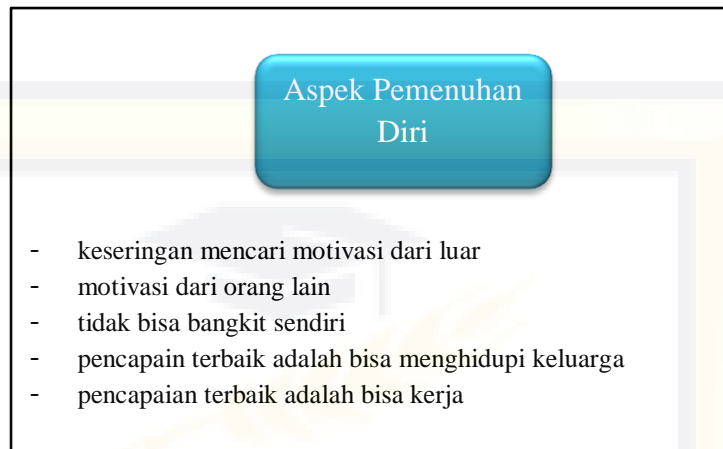 Aspek Pemenuhan
Diri
- keseringan mencari motivasi dari luar
- motivasi dari orang lain
- tidak bisa bangkit sendiri
- pencapain terbaik adalah bisa menghidupi keluarga
- pencapaian terbaik adalah bisa kerja